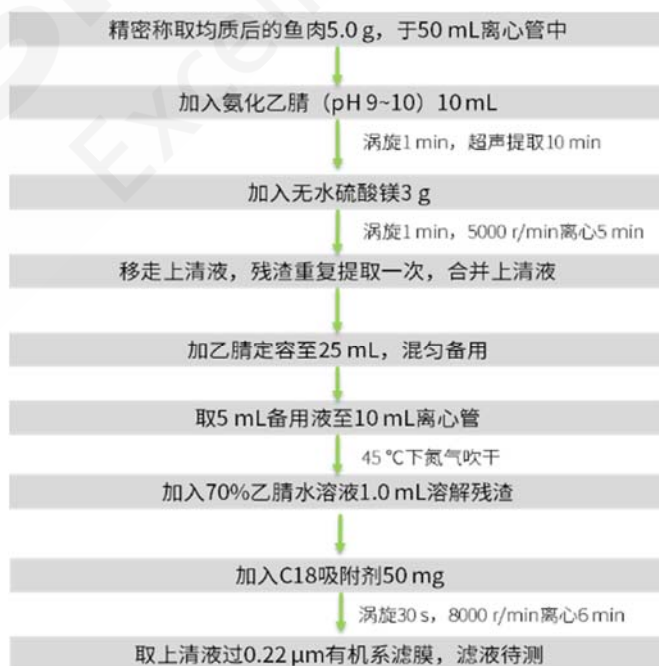 精密称取均质后的鱼肉5.0 g，于50 mL离心管中
加入氨化乙腈（pH 9~10）10 mL
涡旋1 min，超声提取10 min
加入无水硫酸镁3 g
涡旋1 min，5000 r/min离心5 min
移走上清液，残渣重复提取一次，合并上清液
加乙腈定容至25 mL，混匀备用
取5 mL备用液至10 mL离心管
45 ℃下氮气吹干
加入70%乙腈水溶液1.0 mL溶解残渣
加入C18吸附剂50 mg
涡旋30 s，8000 r/min离心6 min
取上清液过0.22 μm有机系滤膜，滤液待测